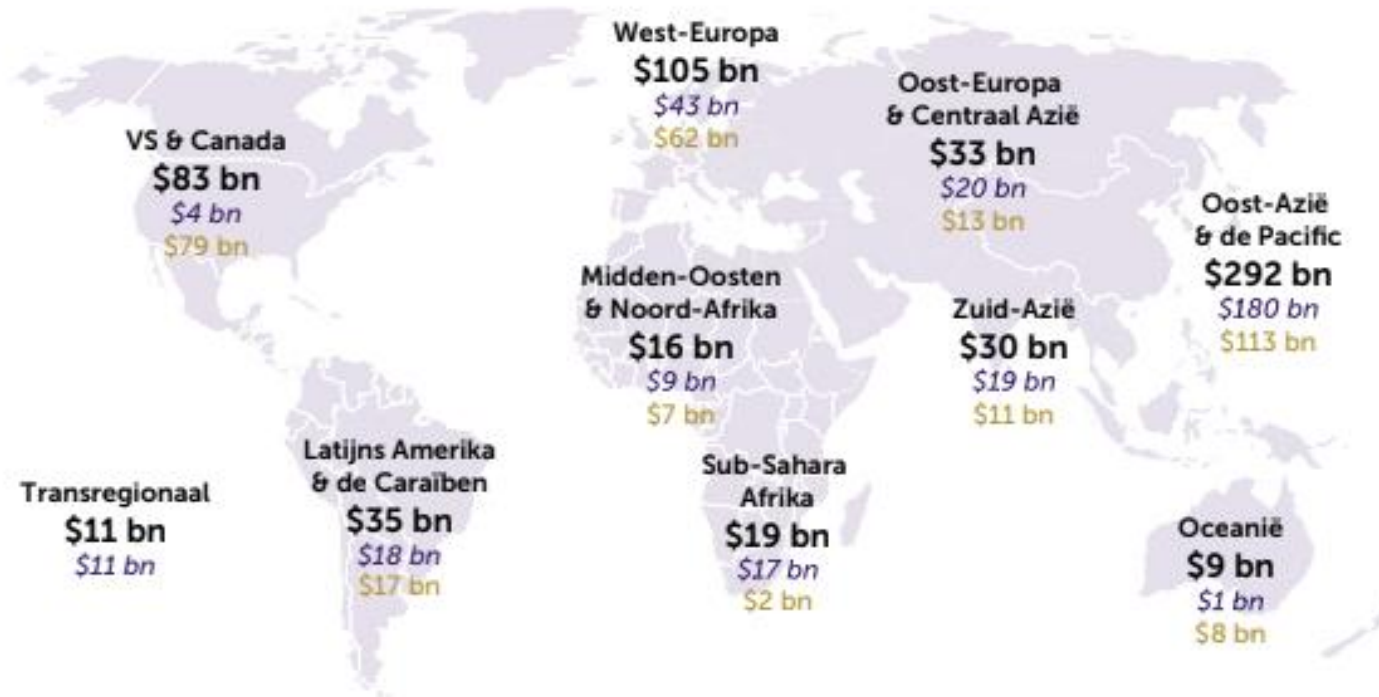 West-Europa
$105 bn
$43 bn
$62 bn
Oost-Europa
& Centraal Azië
$33 bn
$20 bn
$13 bn
VS & Canada
$83 bn
$4 bn
$79 bn
Oost-Azië
& de Pacific
$292 bn
$180 bn
$113 bn
Midden-Oosten
& Noord-Afrika
$16 bn
$9 bn
$7 bn
Zuid-Azië
$30 bn
$19 bn
$11 bn
Latijns Amerika
& de Caraïben
$35 bn
$18 bn
$17 bn
Sub-Sahara
Afrika
$19 bn
$17 bn
$2 bn
Transregionaal
$11 bn
$11 bn
Oceanië
$9 bn
$1 bn
$8 bn